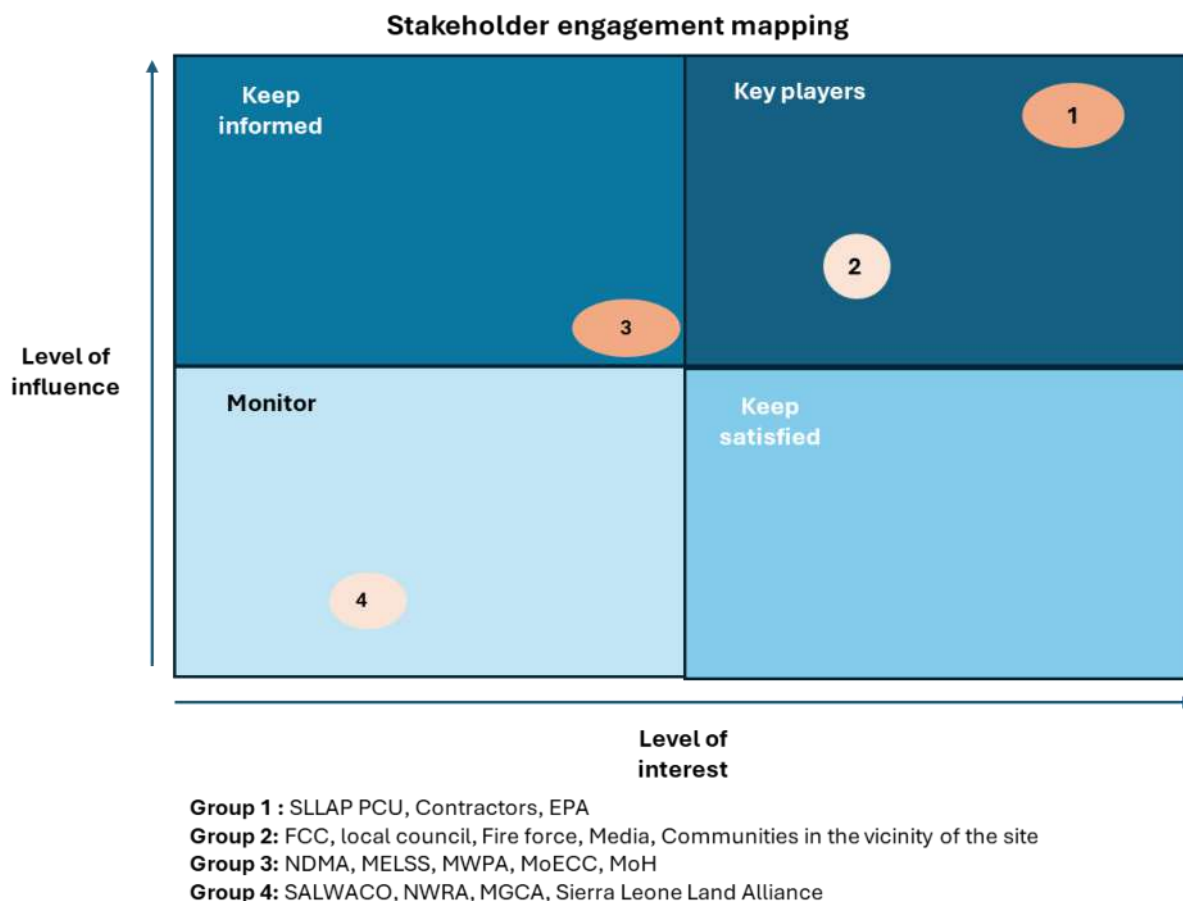 Stakeholder engagement mapping
Keep
informed
Key players
1
2
3
Level of
influence
Monitor
Keep
satisfied
4
Level of
interest
Group 1 : SLLAP PCU, Contractors, EPA
Group 2: FCC, local council, Fire force, Media, Communities in the vicinity of the site
Group 3: NDMA, MELSS, MWPA, MoECC, MoH
Group 4: SALWACO, NWRA, MGCA, Sierra Leone Land Alliance